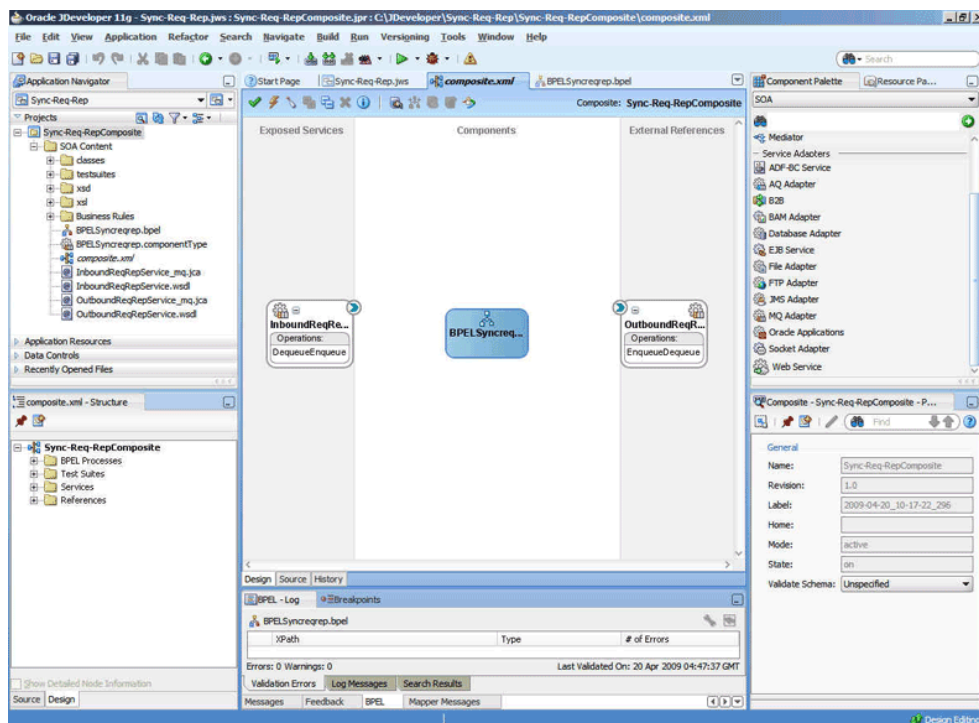 Oracle JDeveloper 11g - Sync-Req-Rep.jws : Sync-Req-RepComposite.jpr : C:\JDeveloper\Sync-Req-Rep\Sync-Req-RepComposite\composite.xml
File Edit View Application Refactor Search Navigate Build Run Versioning Tools Window Help
Search
Application Navigator
Sync-Req-Rep
Projects
Sync-Req-RepComposite
SOA Content
classes
testsuites
xsd
xsl
Business Rules
BPELSyncreqrep.bpel
BPELSyncreqrep.componentType
composite.xml
InboundReqRepService_mq.jca
InboundReqRepService.wsdl
OutboundReqRepService_mq.jca
OutboundReqRepService.wsdl
Application Resources
Data Controls
Recently Opened Files
composite.xml - Structure
Sync-Req-RepComposite
BPEL Processes
Test Suites
Services
References
Show Detailed Node Information
Source Design
Start Page Sync-Req-Rep.jws composite.xml BPELSyncreqrep.bpel
Composite: Sync-Req-RepComposite
Exposed Services Components External References
InboundReqRe...
Operations:
DequeueEnqueue
BPELSyncreq...
OutboundReqR...
Operations:
EnqueueDequeue
Design Source History
BPEL - Log Breakpoints
BPELSyncreqrep.bpel
XPath Type # of Errors
Errors: 0 Warnings: 0 Last Validated On: 20 Apr 2009 04:47:37 GMT
Validation Errors Log Messages Search Results
Messages Feedback BPEL Mapper Messages
Component Palette Resource Pa...
SOA
Mediator
Service Adapters
ADF-BC Service
AQ Adapter
B2B
BAM Adapter
Database Adapter
EJB Service
File Adapter
FTP Adapter
JMS Adapter
MQ Adapter
Oracle Applications
Socket Adapter
Web Service
Composite - Sync-Req-RepComposite - P...
Find
General
Name: Sync-Req-RepComposite
Revision: 1.0
Label: 2009-04-20_10-17-22_296
Home:
Mode: active
State: on
Validate Schema: Unspecified
Design Editing